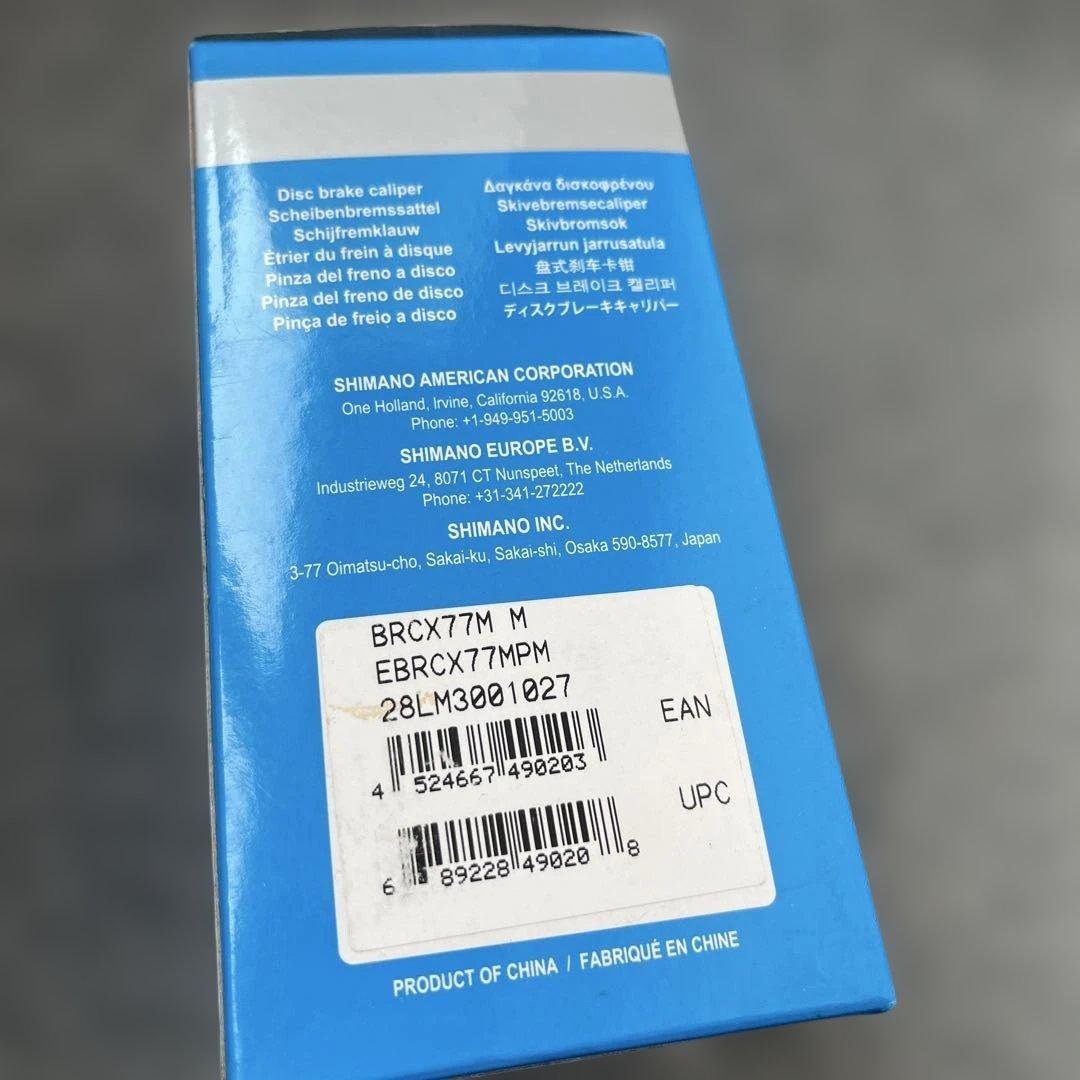 Disc brake caliper
Scheibenbremssattel
Schijfremklauw
Étrier du frein à disque
Pinza del freno a disco
Pinza del freno de disco
Pinça de freio a disco
Δαγκάνα δισκοφρένου
Skivebremsecaliper
Skivbromsok
Levyjarrun jarrusatula
盘式刹车卡钳
디스크 브레이크 캘리퍼
ディスクブレーキキャリパー
SHIMANO AMERICAN CORPORATION
One Holland, Irvine, California 92618, U.S.A.
Phone: +1-949-951-5003
SHIMANO EUROPE B.V.
Industrieweg 24, 8071 CT Nunspeet, The Netherlands
Phone: +31-341-272222
SHIMANO INC.
3-77 Oimatsu-cho, Sakai-ku, Sakai-shi, Osaka 590-8577, Japan
BRCX77M M
EBRCX77MPM
28LM3001027
EAN
4 524667 490203
UPC
6 89228 49020 8
PRODUCT OF CHINA / FABRIQUÉ EN CHINE